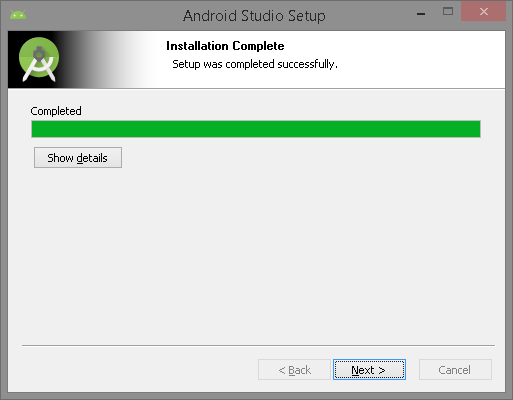 Android Studio Setup
Installation Complete
Setup was completed successfully.
Completed
Show details
< Back
Next >
Cancel